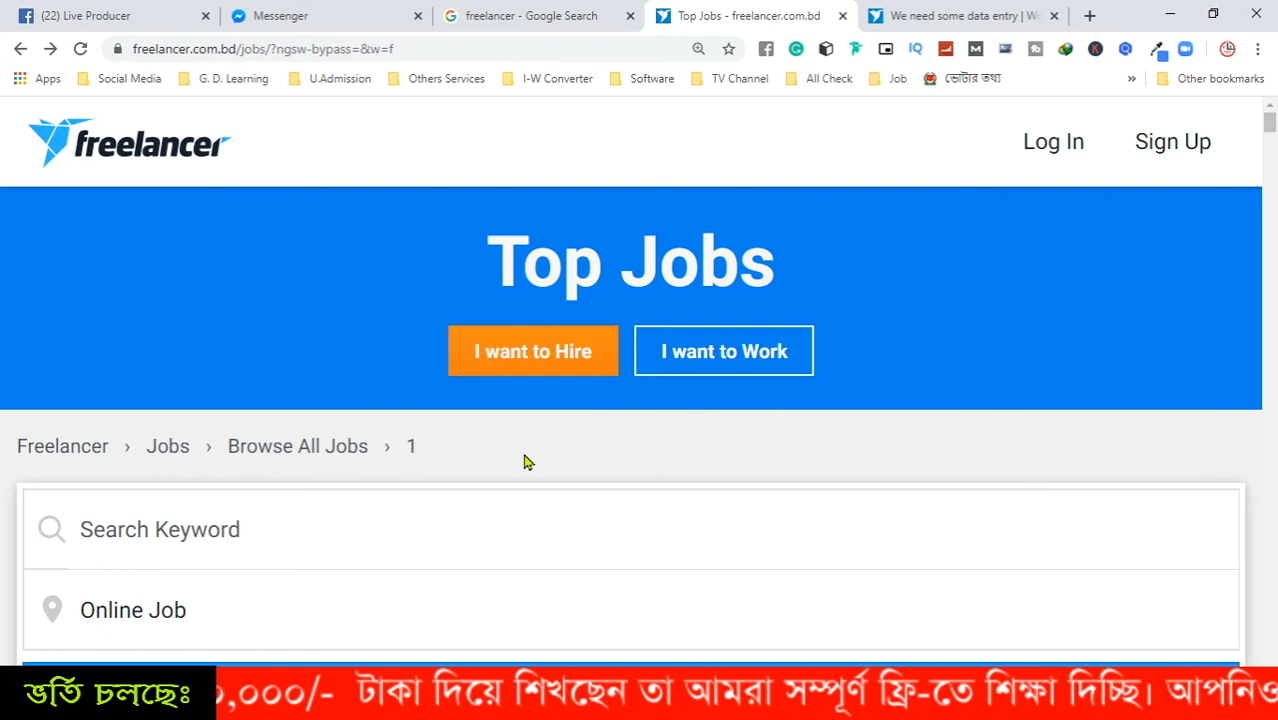 (22) Live Producer
Messenger
freelancer - Google Search
Top Jobs - freelancer.com.bd
We need some data entry | Wo
freelancer.com.bd/jobs/?ngsw-bypass=&w=f
Apps
Social Media
G. D. Learning
U.Admission
Others Services
I-W Converter
Software
TV Channel
All Check
Job
ভোটার তথ্য
Other bookmarks
freelancer
Log In
Sign Up
Top Jobs
I want to Hire
I want to Work
Freelancer › Jobs › Browse All Jobs › 1
Search Keyword
Online Job
ভর্তি চলছেঃ
০,০০০/- টাকা দিয়ে শিখছেন তা আমরা সম্পূর্ণ ফ্রি-তে শিক্ষা দিচ্ছি। আপনিও